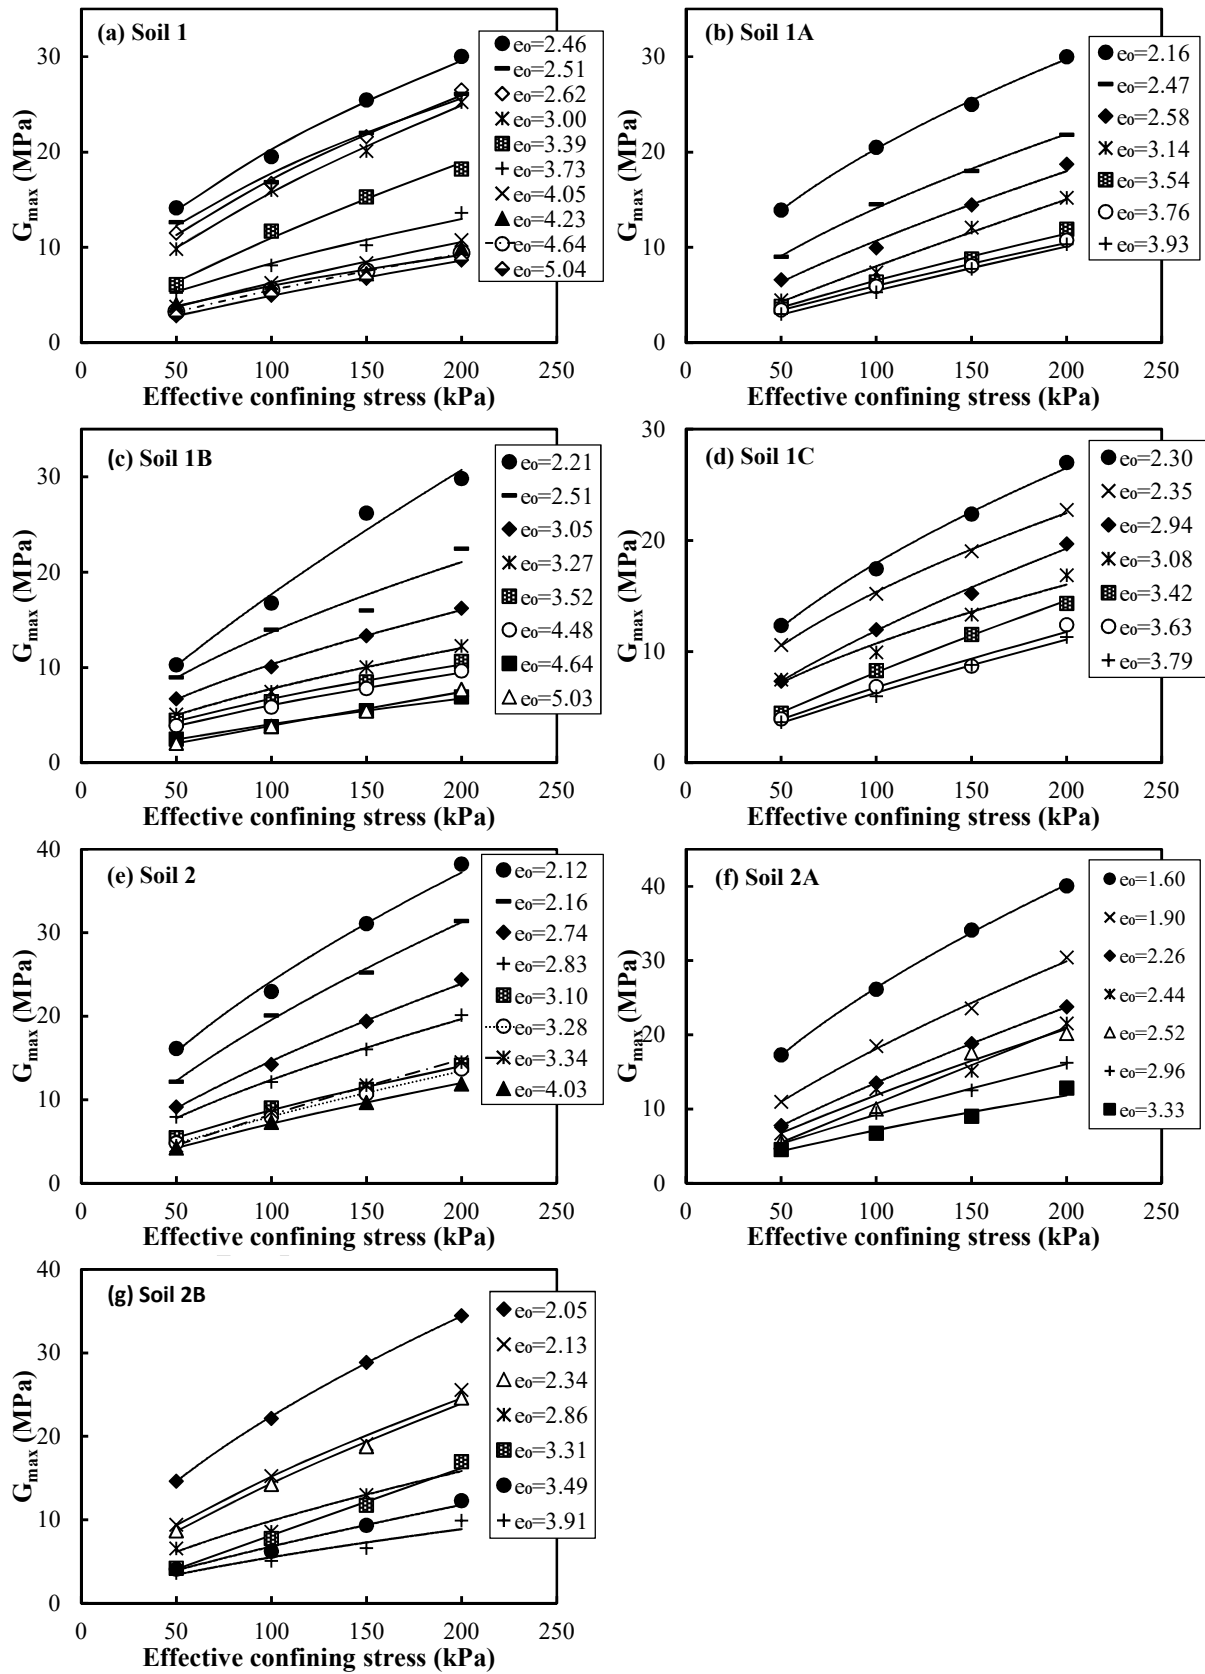 (a) Soil 1
G_max (MPa)
30
20
10
0
0 50 100 150 200 250
Effective confining stress (kPa)
e₀=2.46
e₀=2.51
e₀=2.62
e₀=3.00
e₀=3.39
e₀=3.73
e₀=4.05
e₀=4.23
e₀=4.64
e₀=5.04
(b) Soil 1A
G_max (MPa)
30
20
10
0
0 50 100 150 200 250
Effective confining stress (kPa)
e₀=2.16
e₀=2.47
e₀=2.58
e₀=3.14
e₀=3.54
e₀=3.76
e₀=3.93
(c) Soil 1B
G_max (MPa)
30
20
10
0
0 50 100 150 200 250
Effective confining stress (kPa)
e₀=2.21
e₀=2.51
e₀=3.05
e₀=3.27
e₀=3.52
e₀=4.48
e₀=4.64
e₀=5.03
(d) Soil 1C
G_max (MPa)
30
20
10
0
0 50 100 150 200 250
Effective confining stress (kPa)
e₀=2.30
e₀=2.35
e₀=2.94
e₀=3.08
e₀=3.42
e₀=3.63
e₀=3.79
(e) Soil 2
G_max (MPa)
40
30
20
10
0
0 50 100 150 200 250
Effective confining stress (kPa)
e₀=2.12
e₀=2.16
e₀=2.74
e₀=2.83
e₀=3.10
e₀=3.28
e₀=3.34
e₀=4.03
(f) Soil 2A
G_max (MPa)
40
30
20
10
0
0 50 100 150 200 250
Effective confining stress (kPa)
e₀=1.60
e₀=1.90
e₀=2.26
e₀=2.44
e₀=2.52
e₀=2.96
e₀=3.33
(g) Soil 2B
G_max (MPa)
40
30
20
10
0
0 50 100 150 200 250
Effective confining stress (kPa)
e₀=2.05
e₀=2.13
e₀=2.34
e₀=2.86
e₀=3.31
e₀=3.49
e₀=3.91